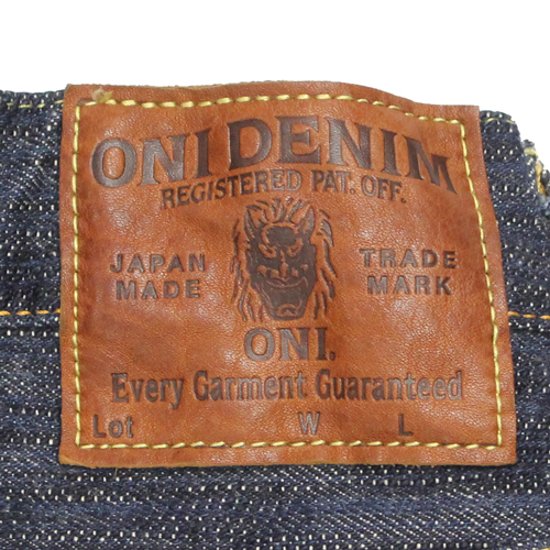 ONI DENIM
REGISTERED PAT. OFF.
JAPAN MADE TRADE MARK
ONI.
Every Garment Guaranteed
Lot W L